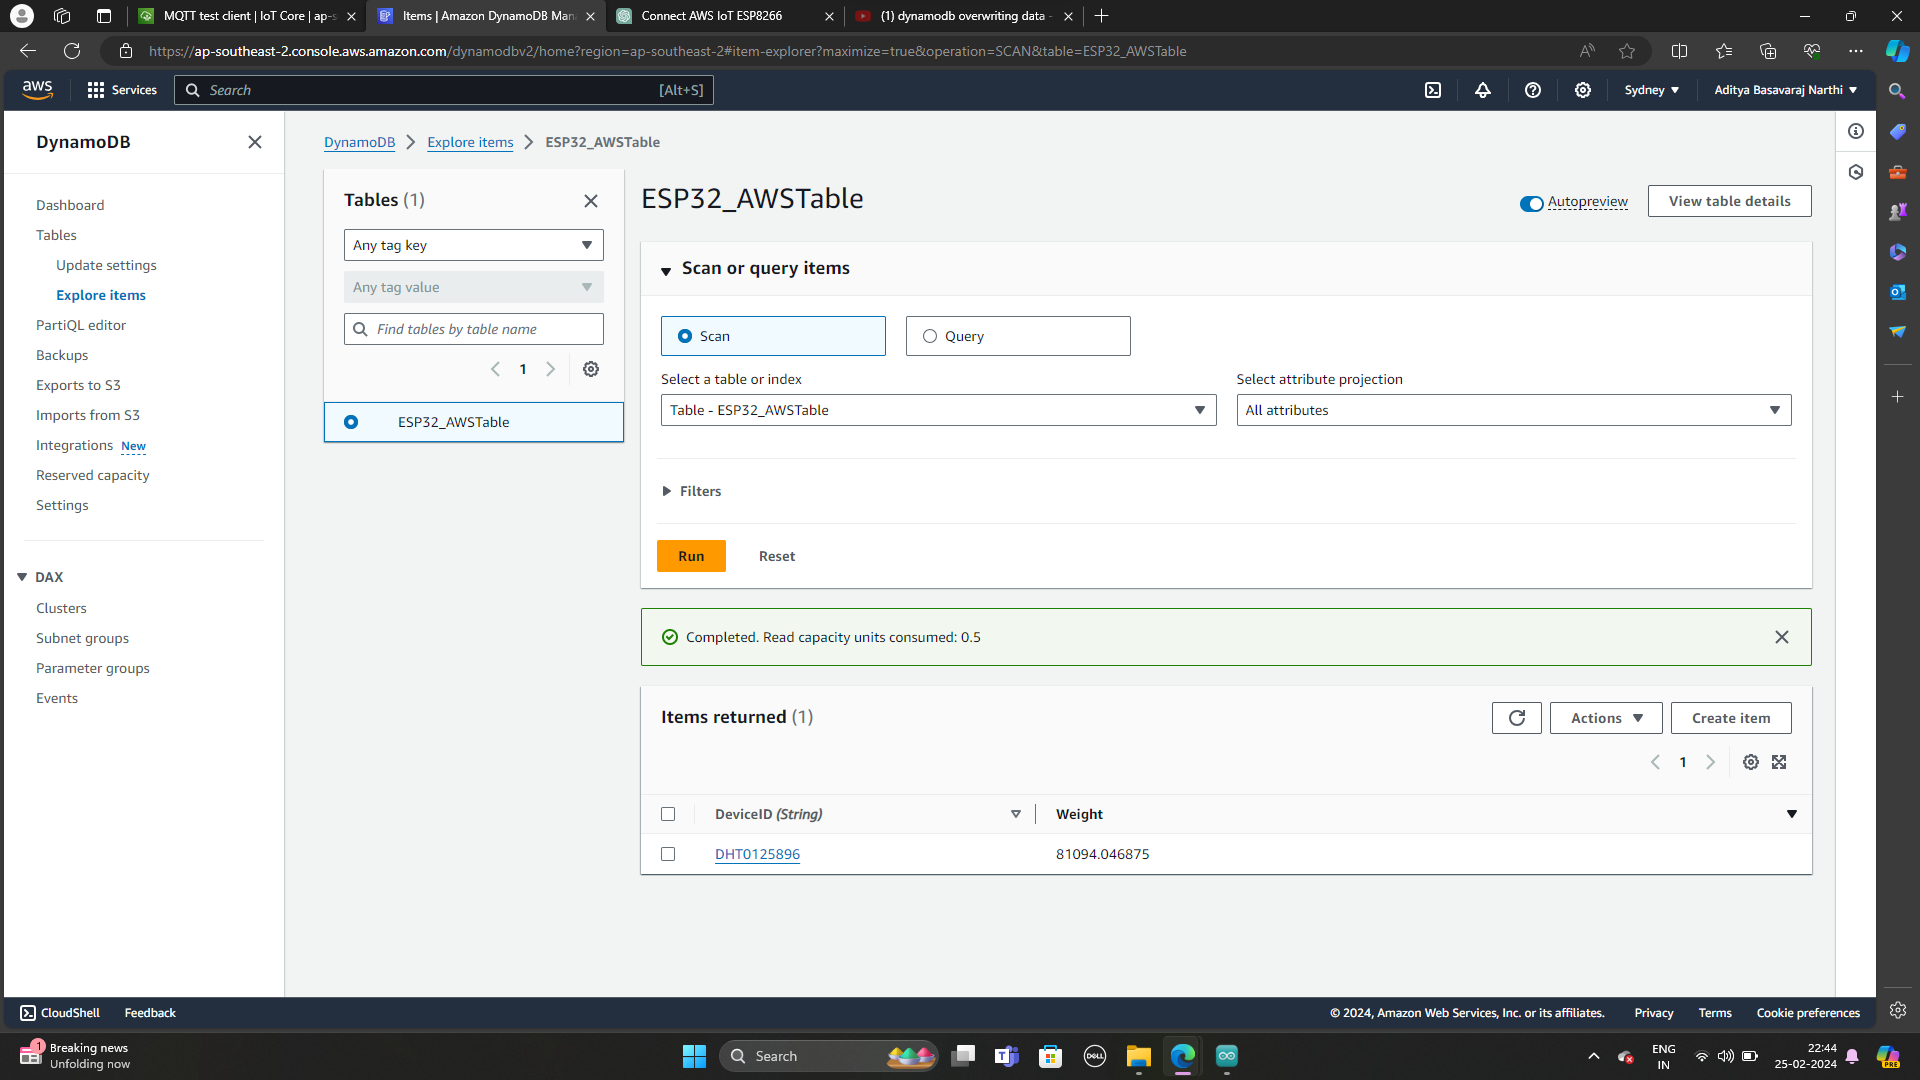 MQTT test client | IoT Core | ap-s
Items | Amazon DynamoDB Man
Connect AWS IoT ESP8266
(1) dynamodb overwriting data -
https://ap-southeast-2.console.aws.amazon.com/dynamodbv2/home?region=ap-southeast-2#item-explorer?maximize=true&operation=SCAN&table=ESP32_AWSTable
aws
Services
Search
[Alt+S]
Sydney
Aditya Basavaraj Narthi
DynamoDB
Dashboard
Tables
Update settings
Explore items
PartiQL editor
Backups
Exports to S3
Imports from S3
Integrations New
Reserved capacity
Settings
DAX
Clusters
Subnet groups
Parameter groups
Events
DynamoDB
Explore items
ESP32_AWSTable
Tables (1)
Any tag key
Any tag value
Find tables by table name
1
ESP32_AWSTable
ESP32_AWSTable
Autopreview
View table details
Scan or query items
Scan
Query
Select a table or index
Table - ESP32_AWSTable
Select attribute projection
All attributes
Filters
Run
Reset
Completed. Read capacity units consumed: 0.5
Items returned (1)
Actions
Create item
1
DeviceID (String)
Weight
DHT0125896
81094.046875
CloudShell
Feedback
© 2024, Amazon Web Services, Inc. or its affiliates.
Privacy
Terms
Cookie preferences
1
Breaking news
Unfolding now
Search
DELL
ENG
IN
22:44
25-02-2024
PRE